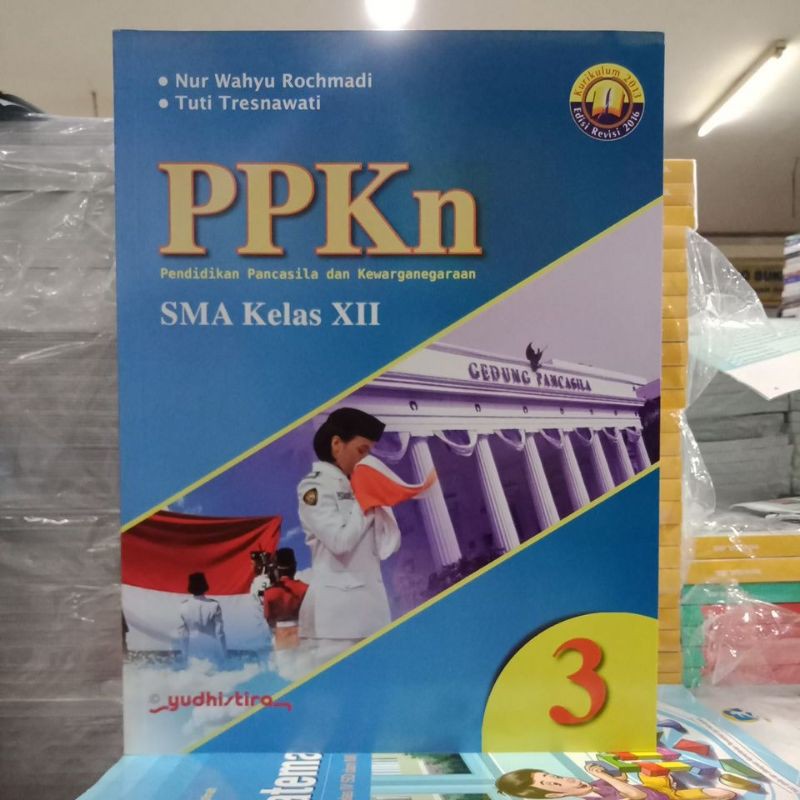 • Nur Wahyu Rochmadi
• Tuti Tresnawati
Kurikulum 2013
Edisi Revisi 2016
PPKn
Pendidikan Pancasila dan Kewarganegaraan
SMA Kelas XII
GEDUNG PANCASILA
3
© yudhistira